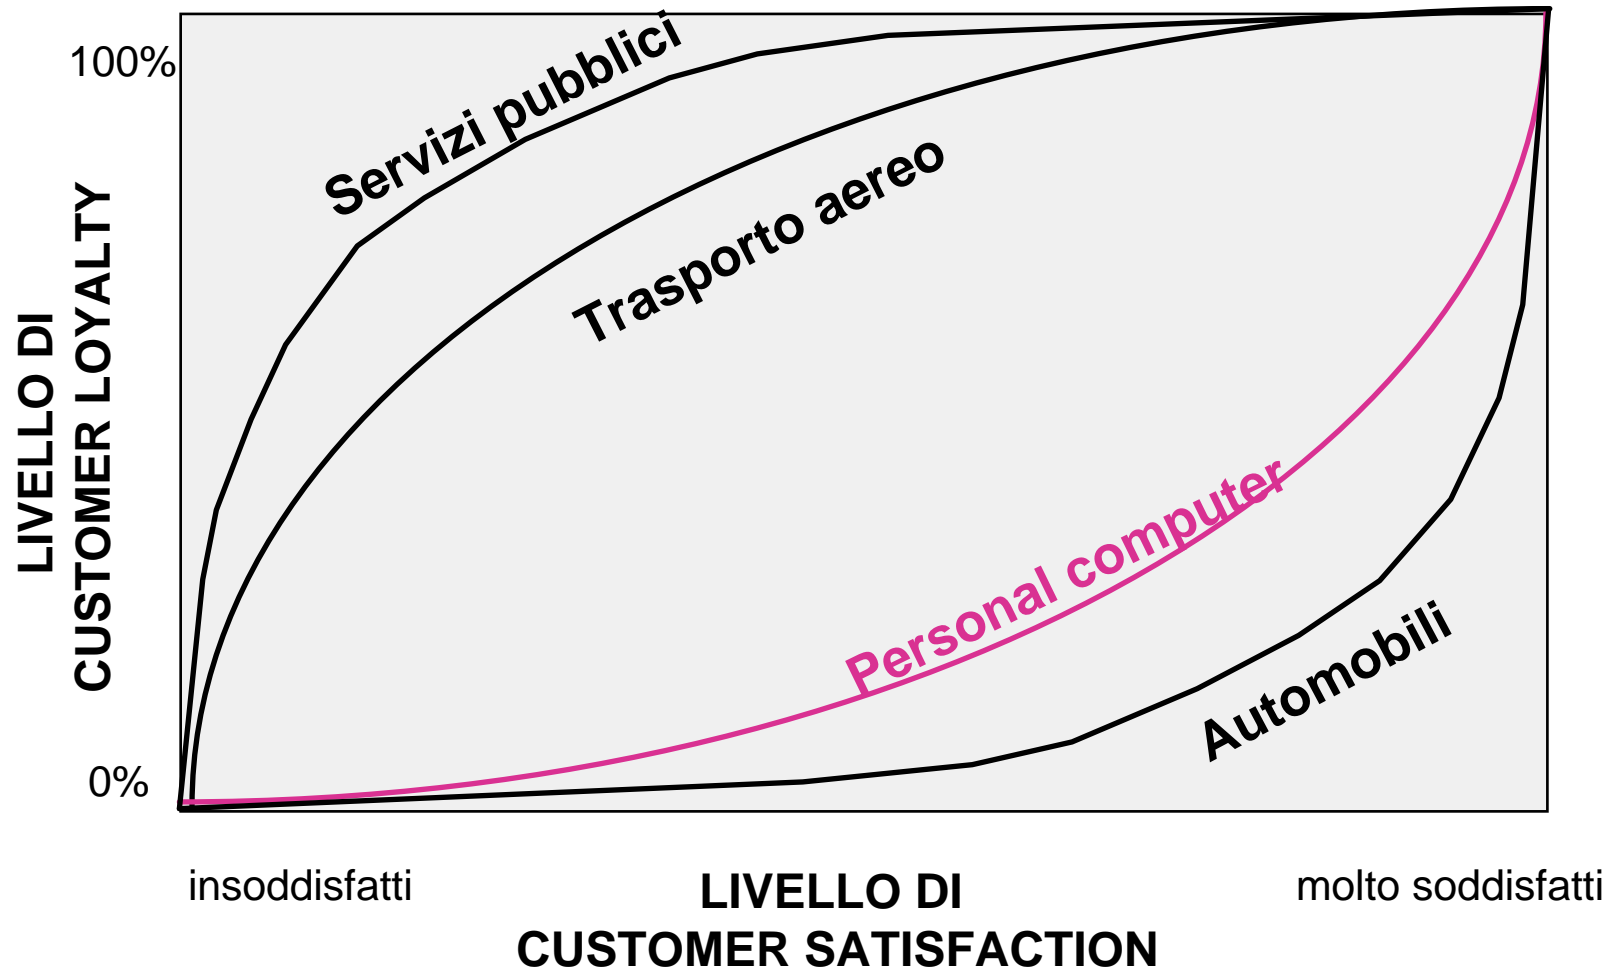 100%
Servizi pubblici
Trasporto aereo
LIVELLO DI
CUSTOMER LOYALTY
Personal computer
Automobili
0%
insoddisfatti
LIVELLO DI
CUSTOMER SATISFACTION
molto soddisfatti